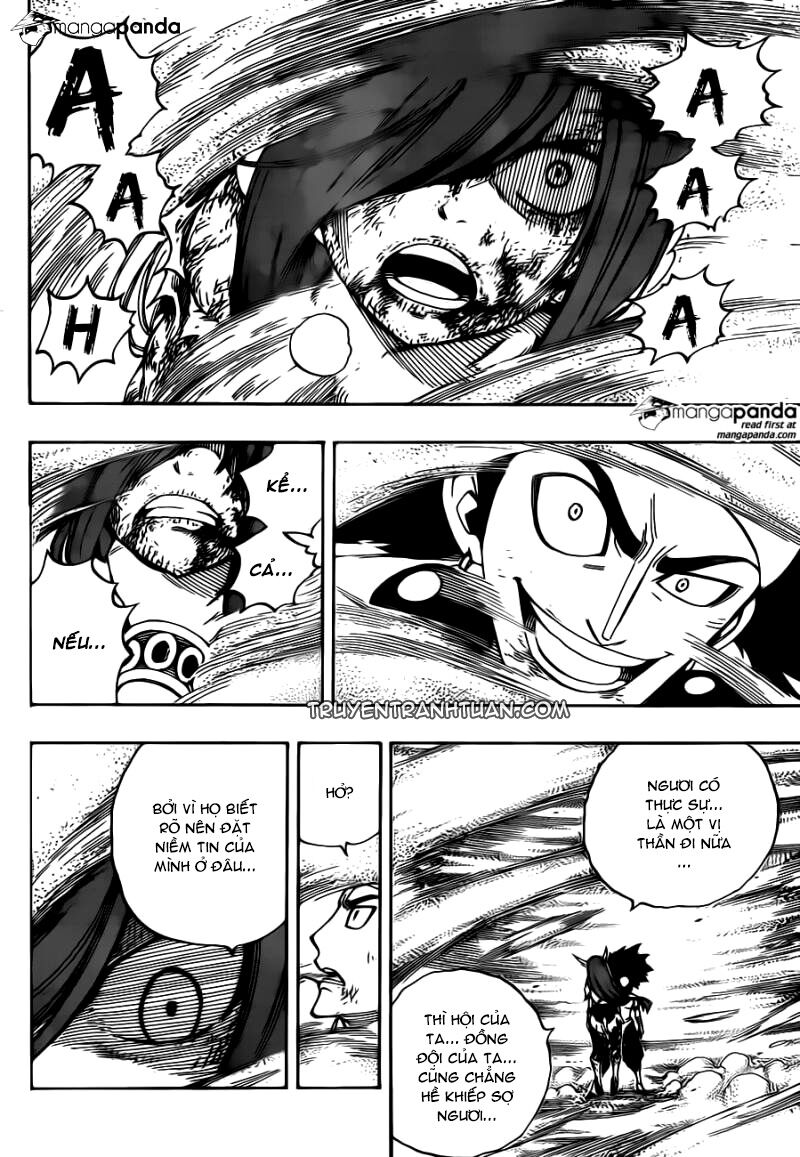 mangapanda
A
A
A
A
A
H
mangapanda
read first at
mangapanda.com
KỂ...
CẢ...
NẾU...
TRUYENTRANHTUAN.COM
NGƯƠI CÓ
THỰC SỰ...
LÀ MỘT VỊ
THẦN ĐI NỮA
...
THÌ HỘI CỦA
TA... ĐỒNG
ĐỘI CỦA TA...
CŨNG CHẲNG
HỀ KHIẾP SỢ
NGƯƠI...
HỞ?
BỞI VÌ HỌ BIẾT
RÕ NÊN ĐẶT
NIỀM TIN CỦA
MÌNH Ở ĐÂU...